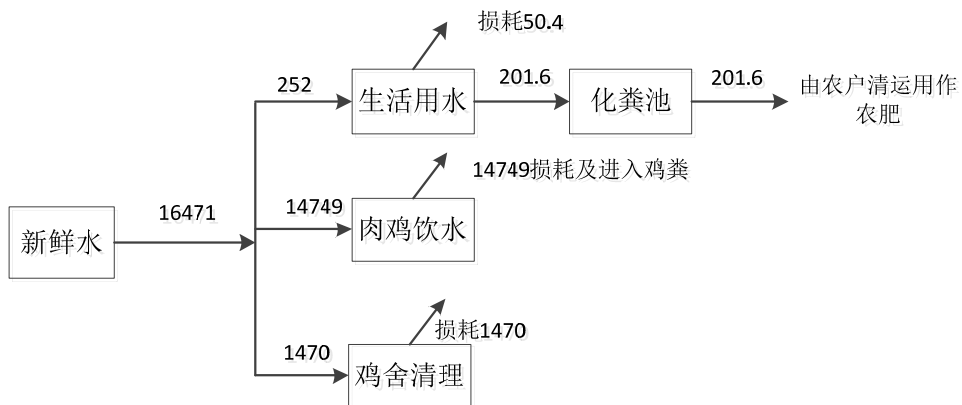 损耗50.4
252
生活用水
201.6
化粪池
201.6
由农户清运用作
农肥
14749损耗及进入鸡粪
新鲜水
16471
14749
肉鸡饮水
损耗1470
1470
鸡舍清理